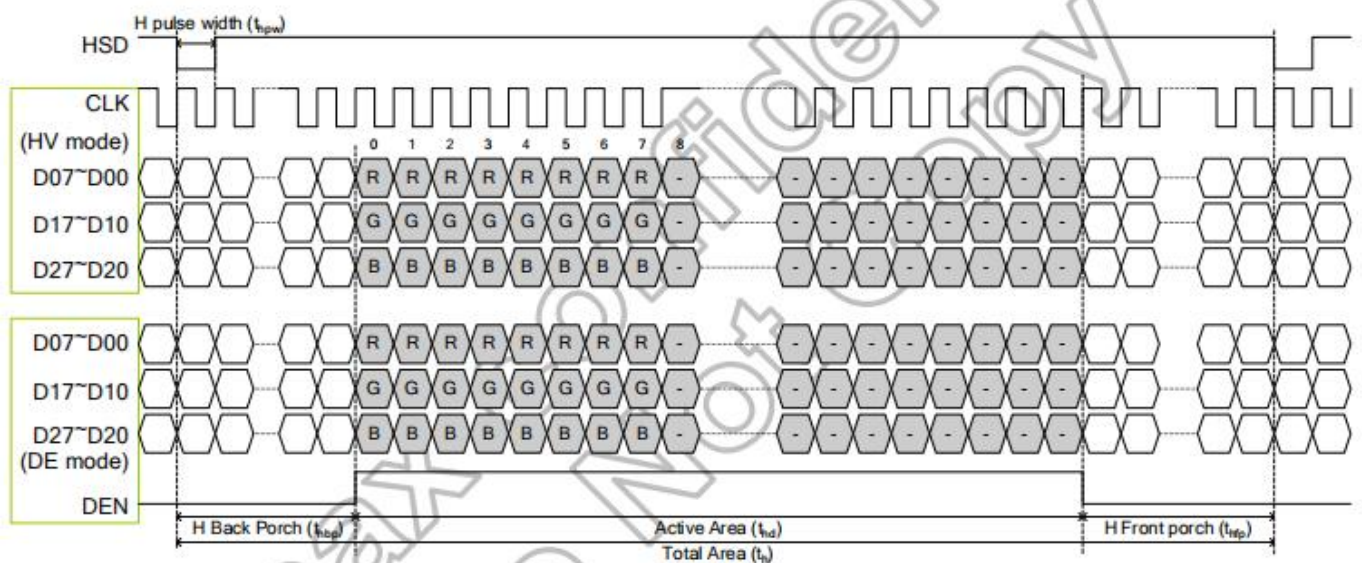 H pulse width (thpw)
HSD
CLK
(HV mode)
0 1 2 3 4 5 6 7 8
D07~D00 R R R R R R R R - - - - - - - - -
D17~D10 G G G G G G G G - - - - - - - - -
D27~D20 B B B B B B B B - - - - - - - - -
D07~D00 R R R R R R R R - - - - - - - - -
D17~D10 G G G G G G G G - - - - - - - - -
D27~D20 B B B B B B B B - - - - - - - - -
(DE mode)
DEN
H Back Porch (thbp) Active Area (thd) H Front porch (thfp)
Total Area (th)
Not Copy